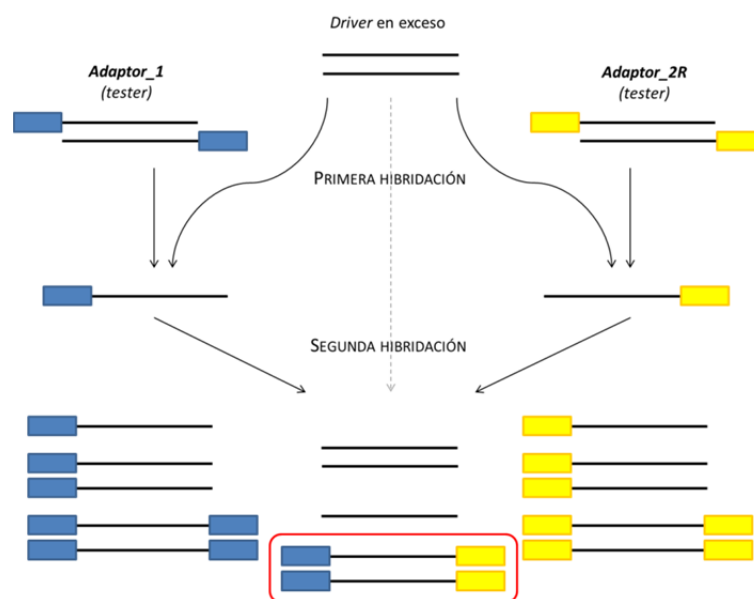 Driver en exceso
Adaptor_1
(tester)
Adaptor_2R
(tester)
PRIMERA HIBRIDACIÓN
SEGUNDA HIBRIDACIÓN